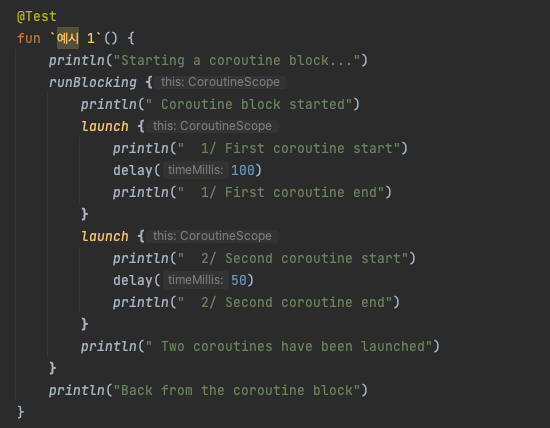 @Test
fun `예시 1`() {
println("Starting a coroutine block...")
runBlocking { this: CoroutineScope
println(" Coroutine block started")
launch { this: CoroutineScope
println("  1/ First coroutine start")
delay( timeMillis: 100)
println("  1/ First coroutine end")
}
launch { this: CoroutineScope
println("  2/ Second coroutine start")
delay( timeMillis: 50)
println("  2/ Second coroutine end")
}
println(" Two coroutines have been launched")
}
println("Back from the coroutine block")
}